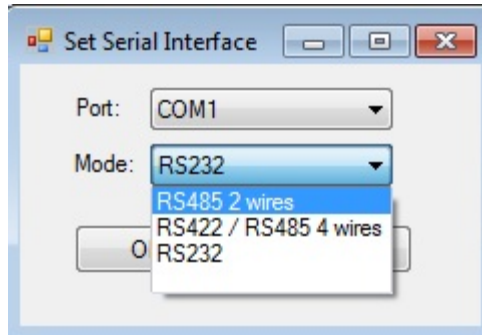 Set Serial Interface
Port: COM1
Mode: RS232
RS485 2 wires
RS422 / RS485 4 wires
O RS232